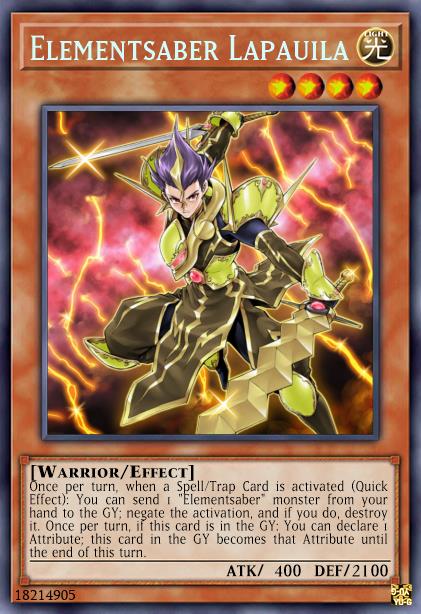 Elementsaber Lapauila
LIGHT
光
[Warrior/Effect]
Once per turn, when a Spell/Trap Card is activated (Quick
Effect): You can send 1 "Elementsaber" monster from your
hand to the GY; negate the activation, and if you do, destroy
it. Once per turn, if this card is in the GY: You can declare 1
Attribute; this card in the GY becomes that Attribute until
the end of this turn.
ATK/ 400 DEF/2100
18214905